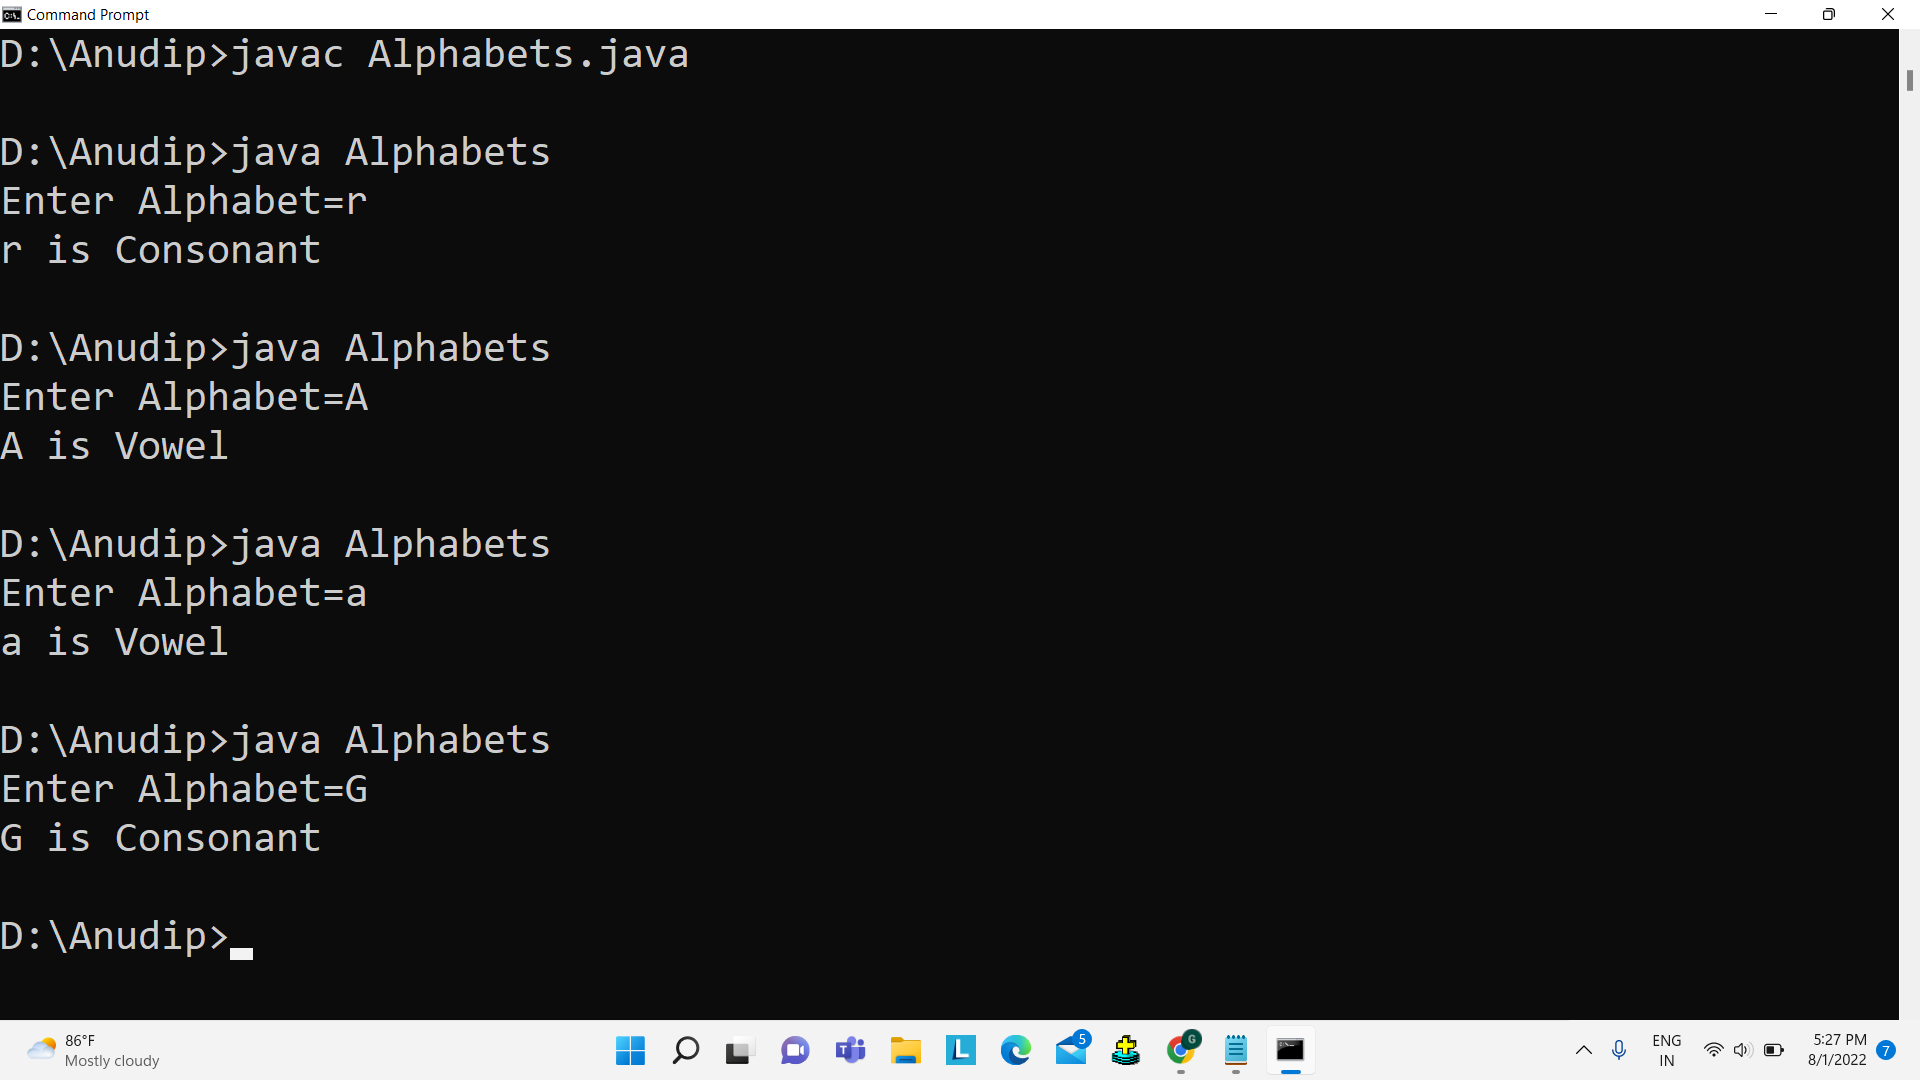 Command Prompt
D:\Anudip>javac Alphabets.java
D:\Anudip>java Alphabets
Enter Alphabet=r
r is Consonant
D:\Anudip>java Alphabets
Enter Alphabet=A
A is Vowel
D:\Anudip>java Alphabets
Enter Alphabet=a
a is Vowel
D:\Anudip>java Alphabets
Enter Alphabet=G
G is Consonant
D:\Anudip>
86°F
Mostly cloudy
L
5
G
ENG
IN
5:27 PM
8/1/2022
7